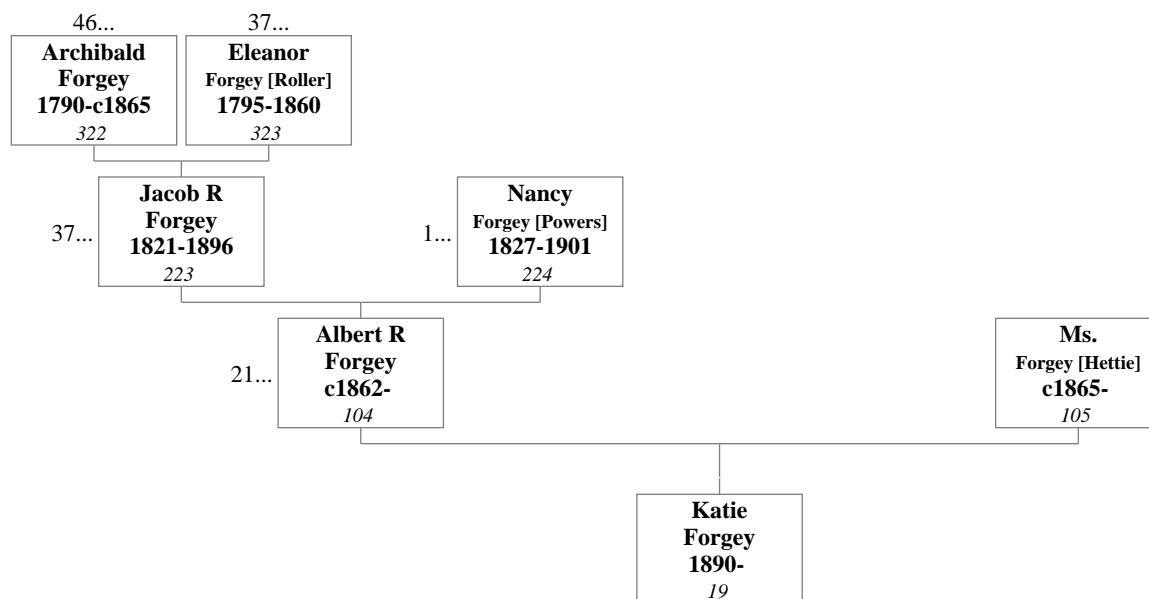 46...
37...
Archibald
Forgey
1790-c1865
322
Eleanor
Forgey [Roller]
1795-1860
323
37...
Jacob R
Forgey
1821-1896
223
1...
Nancy
Forgey [Powers]
1827-1901
224
21...
Albert R
Forgey
c1862-
104
Ms.
Forgey [Hettie]
c1865-
105
Katie
Forgey
1890-
19